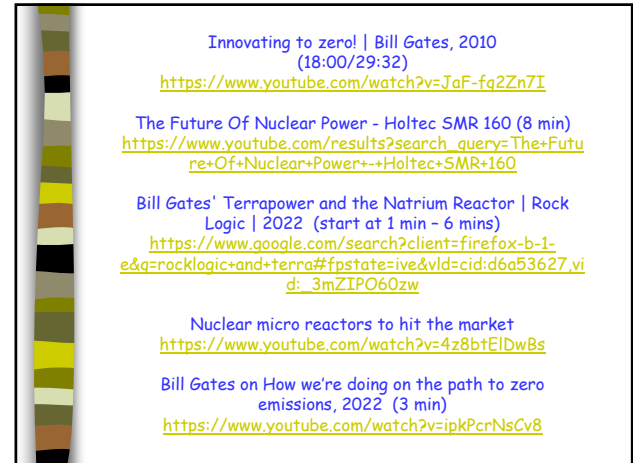 Innovating to zero! | Bill Gates, 2010
(18:00/29:32)
https://www.youtube.com/watch?v=JaF-fq2Zn7I
The Future Of Nuclear Power - Holtec SMR 160 (8 min)
https://www.youtube.com/results?search_query=The+Futu
re+Of+Nuclear+Power+-+Holtec+SMR+160
Bill Gates' Terrapower and the Natrium Reactor | Rock
Logic | 2022 (start at 1 min – 6 mins)
https://www.google.com/search?client=firefox-b-1-
e&q=rocklogic+and+terra#fpstate=ive&vld=cid:d6a53627,vi
d:_3mZIPO60zw
Nuclear micro reactors to hit the market
https://www.youtube.com/watch?v=4z8btElDwBs
Bill Gates on How we're doing on the path to zero
emissions, 2022 (3 min)
https://www.youtube.com/watch?v=ipkPcrNsCv8